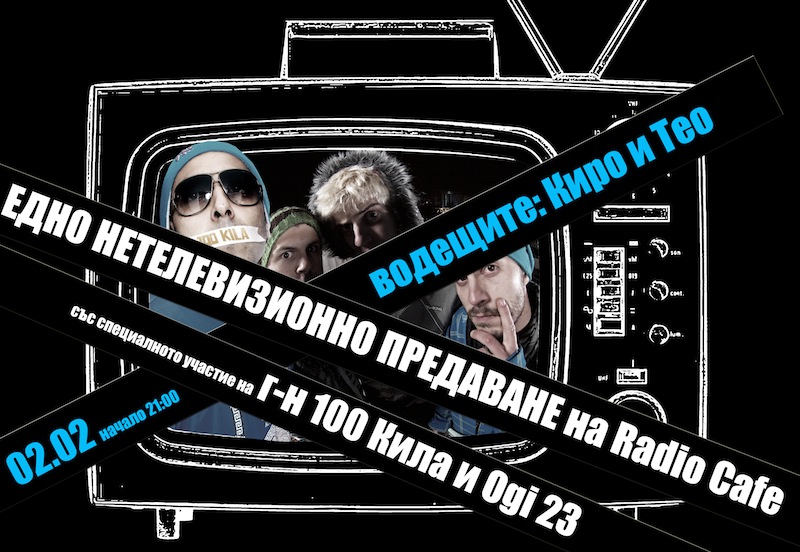 водещите: Киро и Тео
100 KILA
ЕДНО НЕТЕЛЕВИЗИОННО ПРЕДАВАНЕ на Radio Cafe
със специалното участие на Г-н 100 Кила и Ogi 23
02.02 начало 21:00